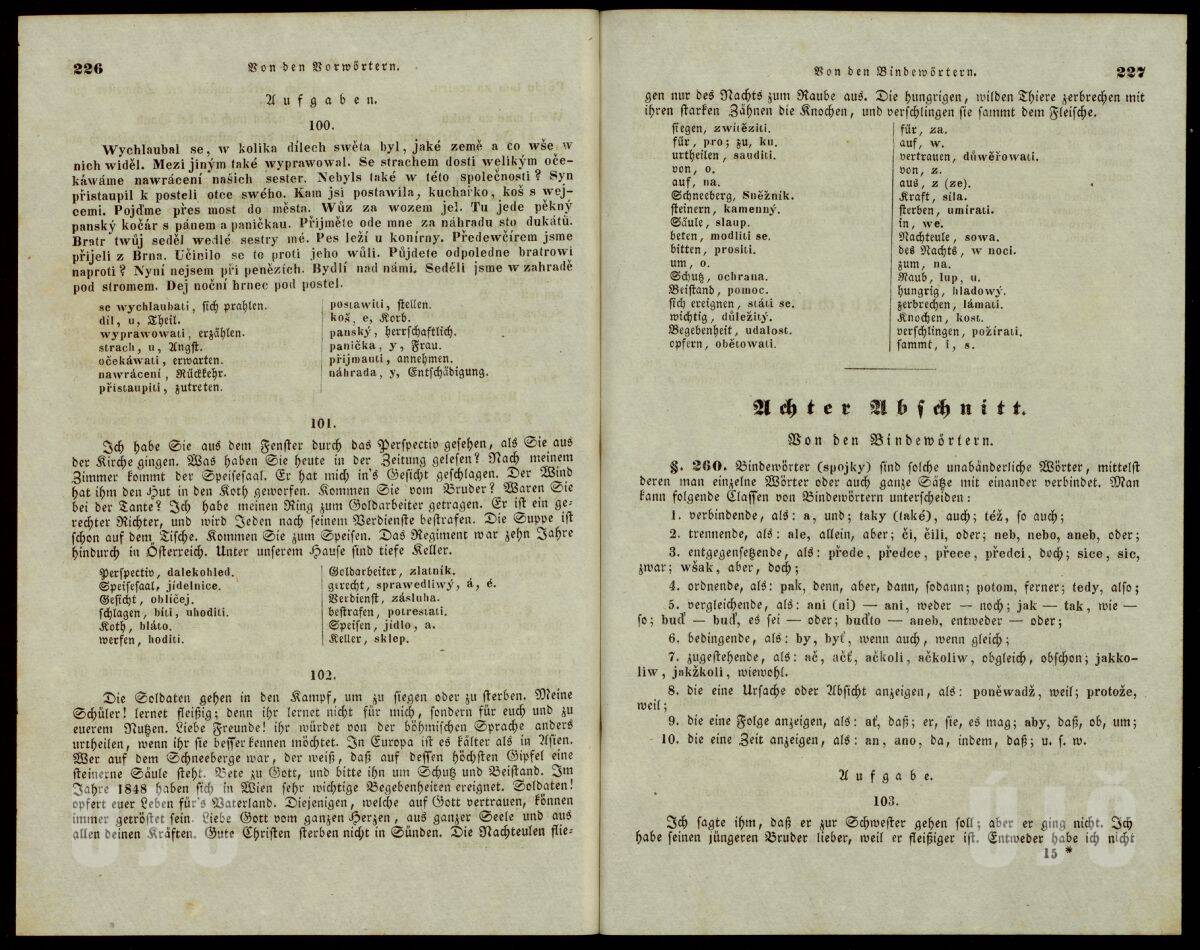 226
Von den Vorwörtern.
Aufgaben.
100.
Wychlaubal se, w kolika dílech swěta byl, jaké země a co wše w
nich widěl. Mezi jiným také wyprawowal. Se strachem dosti welikým oče-
káwáme nawrácení našich sester. Nebyls také w této společnosti? Syn
přistaupil k posteli otce swého. Kam jsi postawila, kuchařko, koš s wej-
cemi. Pojďme přes most do města. Wůz za wozem jel. Tu jede pěkný
panský kočár s pánem a paničkau. Přijměte ode mne za náhradu sto dukátů.
Bratr twůj seděl wedlé sestry mé. Pes leží u konírny. Předewčírem jsme
přijeli z Brna. Učinilo se to proti jeho wůli. Půjdete odpoledne bratrowi
naproti? Nyní nejsem při penězích. Bydlí nad námi. Seděli jsme w zahradě
pod stromem. Dej noční hrnec pod postel.
se wychlaubati, sich prahlen.
díl, u, Theil.
wyprawowati, erzählen.
strach, u, Angst.
očekáwati, erwarten.
nawrácení, Rückkehr.
přistaupiti, zutreten.
postawiti, stellen.
koš, e, Korb.
panský, herrschaftlich.
panička, y, Frau.
přijmauti, annehmen.
náhrada, y, Entschädigung.
101.
Ich habe Sie aus dem Fenster durch das Perspectiv gesehen, als Sie aus
der Kirche gingen. Was haben Sie heute in der Zeitung gelesen? Nach meinem
Zimmer kommt der Speisesaal. Er hat mich in's Gesicht geschlagen. Der Wind
hat ihm den Hut in den Koth geworfen. Kommen Sie vom Bruder? Waren Sie
bei der Tante? Ich habe meinen Ring zum Goldarbeiter getragen. Er ist ein ge-
rechter Richter, und wird Jeden nach seinem Verdienste bestrafen. Die Suppe ist
schon auf dem Tische. Kommen Sie zum Speisen. Das Regiment war zehn Jahre
hindurch in Österreich. Unter unserem Hause sind tiefe Keller.
Perspectiv, dalekohled.
Speisesaal, jídelnice.
Gesicht, obličej.
schlagen, bíti, uhoditi.
Koth, bláto.
werfen, hoditi.
Goldarbeiter, zlatník.
gerecht, sprawedliwý, á, é.
Verdienst, zásluha.
bestrafen, potrestati.
Speisen, jídlo, a.
Keller, sklep.
102.
Die Soldaten gehen in den Kampf, um zu siegen oder zu sterben. Meine
Schüler! lernet fleißig; denn ihr lernet nicht für mich, sondern für euch und zu
euerem Nutzen. Liebe Freunde! ihr würdet von der böhmischen Sprache anders
urtheilen, wenn ihr sie besser kennen möchtet. In Europa ist es kälter als in Asien.
Wer auf dem Schneeberge war, der weiß, daß auf dessen höchsten Gipfel eine
steinerne Säule steht. Bete zu Gott, und bitte ihn um Schutz und Beistand. Im
Jahre 1848 haben sich in Wien sehr wichtige Begebenheiten ereignet. Soldaten!
opfert euer Leben für's Vaterland. Diejenigen, welche auf Gott vertrauen, können
immer getröstet sein. Liebe Gott vom ganzen Herzen, aus ganzer Seele und aus
allen deinen Kräften. Gute Christen sterben nicht in Sünden. Die Nachteulen flie-
ÚJČ
Von den Bindewörtern.
227
gen nur des Nachts zum Raube aus. Die hungrigen, wilden Thiere zerbrechen mit
ihren starken Zähnen die Knochen, und verschlingen sie sammt dem Fleische.
siegen, zwítěziti.
für, pro; zu, ku.
urtheilen, sauditi.
von, o.
auf, na.
Schneeberg, Sněžník.
steinern, kamenný.
Säule, slaup.
beten, modliti se.
bitten, prositi.
um, o.
Schutz, ochrana.
Beistand, pomoc.
sich ereignen, státi se.
wichtig, důležitý.
Begebenheit, udalost.
opfern, obětowati.
für, za.
auf, w.
vertrauen, důwěřowati.
von, z.
aus, z (ze).
Kraft, síla.
sterben, umírati.
in, we.
Nachteule, sowa.
des Nachts, w noci.
zum, na.
Raub, lup, u.
hungrig, hladowý.
zerbrechen, lámati.
Knochen, kost.
verschlingen, požírati.
sammt, i, s.
Achter Abschnitt.
Von den Bindewörtern.
§. 260. Bindewörter (spojky) sind solche unabänderliche Wörter, mittelst
deren man einzelne Wörter oder auch ganze Sätze mit einander verbindet. Man
kann folgende Classen von Bindewörtern unterscheiden:
1. verbindende, als: a, und; taky (také), auch; též, so auch;
2. trennende, als: ale, allein, aber; či, čili, oder; neb, nebo, aneb, oder;
3. entgegensetzende, als: přede, předce, přece, předci, doch; sice, sic,
zwar; wšak, aber, doch;
4. ordnende, als: pak, denn, aber, dann, sodann; potom, ferner; tedy, also;
5. vergleichende, als: ani (ni) — ani, weder — noch; jak — tak, wie —
so; buď — buď, es sei — oder; buďto — aneb, entweder — oder;
6. bedingende, als: by, byť, wenn auch, wenn gleich;
7. zugestehende, als: ač, ačť, ačkoli, ačkoliw, obgleich, obschon; jakko-
liw, jakžkoli, wiewohl.
8. die eine Ursache oder Absicht anzeigen, als: poněwadž, weil; protože,
weil;
9. die eine Folge anzeigen, als: ať, daß; er, sie, es mag; aby, daß, ob, um;
10. die eine Zeit anzeigen, als: an, ano, da, indem, daß; u. s. w.
Aufgabe.
103.
Ich sagte ihm, daß er zur Schwester gehen soll; aber er ging nicht. Ich
habe seinen jüngeren Bruder lieber, weil er fleißiger ist. Entweder habe ich nicht
15 *
ÚJČ